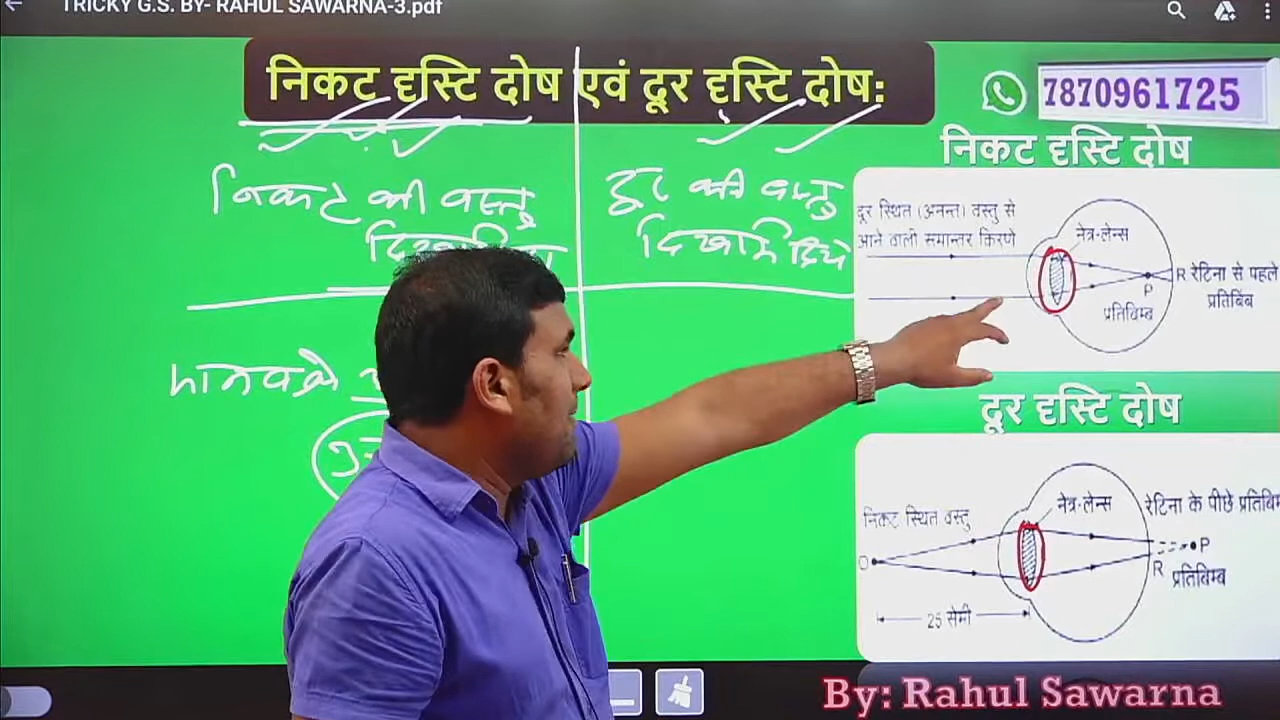 TRICKY G.S. BY- RAHUL SAWARNA-3.pdf
निकट दृस्टि दोष एवं दूर दृस्टि दोषः
7870961725
निकट की वस्तु
दूर की वस्तु
दिखाई दिये
मानवके
निकट दृस्टि दोष
दूर स्थित (अनन्त) वस्तु से
आने वाली समान्तर किरणे
नेत्र-लेन्स
R रेटिना से पहले
प्रतिबिंब
P
प्रतिविम्ब
दूर दृस्टि दोष
निकट स्थित वस्तु
नेत्र-लेन्स
रेटिना के पीछे
O
P
R
प्रतिविम्ब
25 सेमी
By: Rahul Sawarna